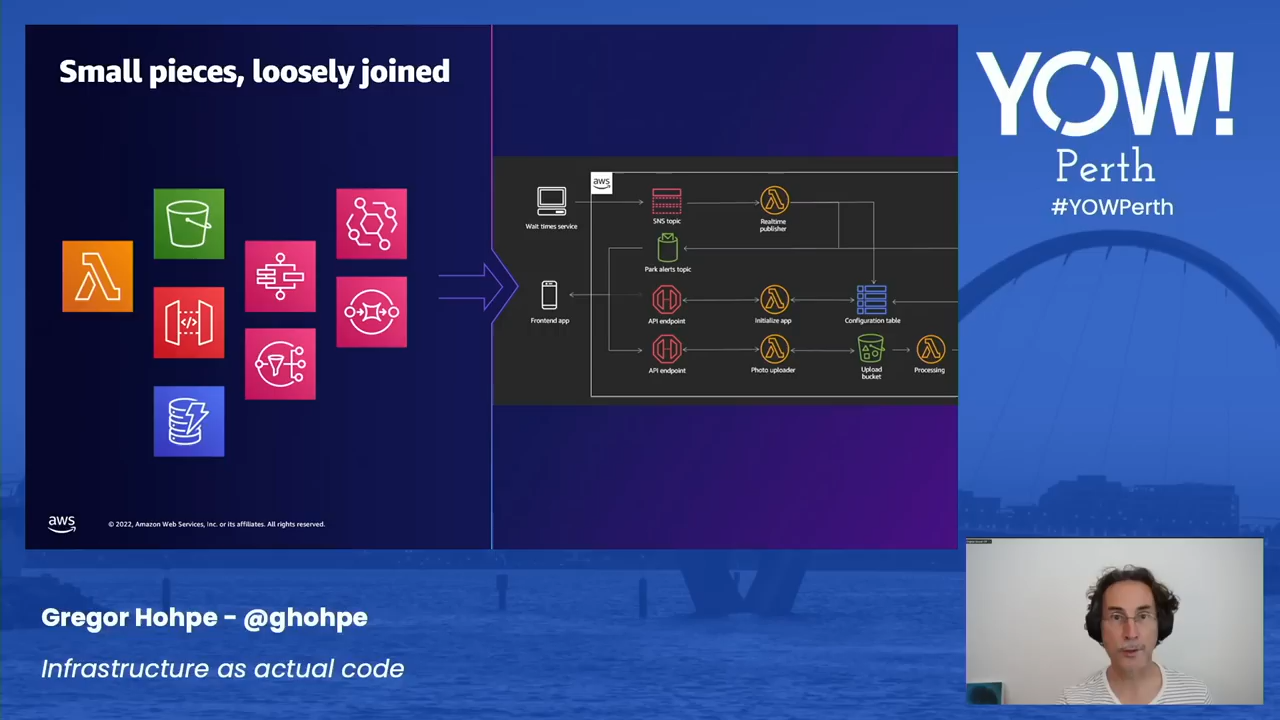 Small pieces, loosely joined
aws
Wait times service
SNS topic
Realtime
publisher
Park alerts topic
Frontend app
API endpoint
Initialize app
Configuration table
API endpoint
Photo uploader
Upload
bucket
Processing
</>
aws
© 2022, Amazon Web Services, Inc. or its affiliates. All rights reserved.
YOW!
Perth
#YOWPerth
Gregor Hohpe - @ghohpe
Infrastructure as actual code